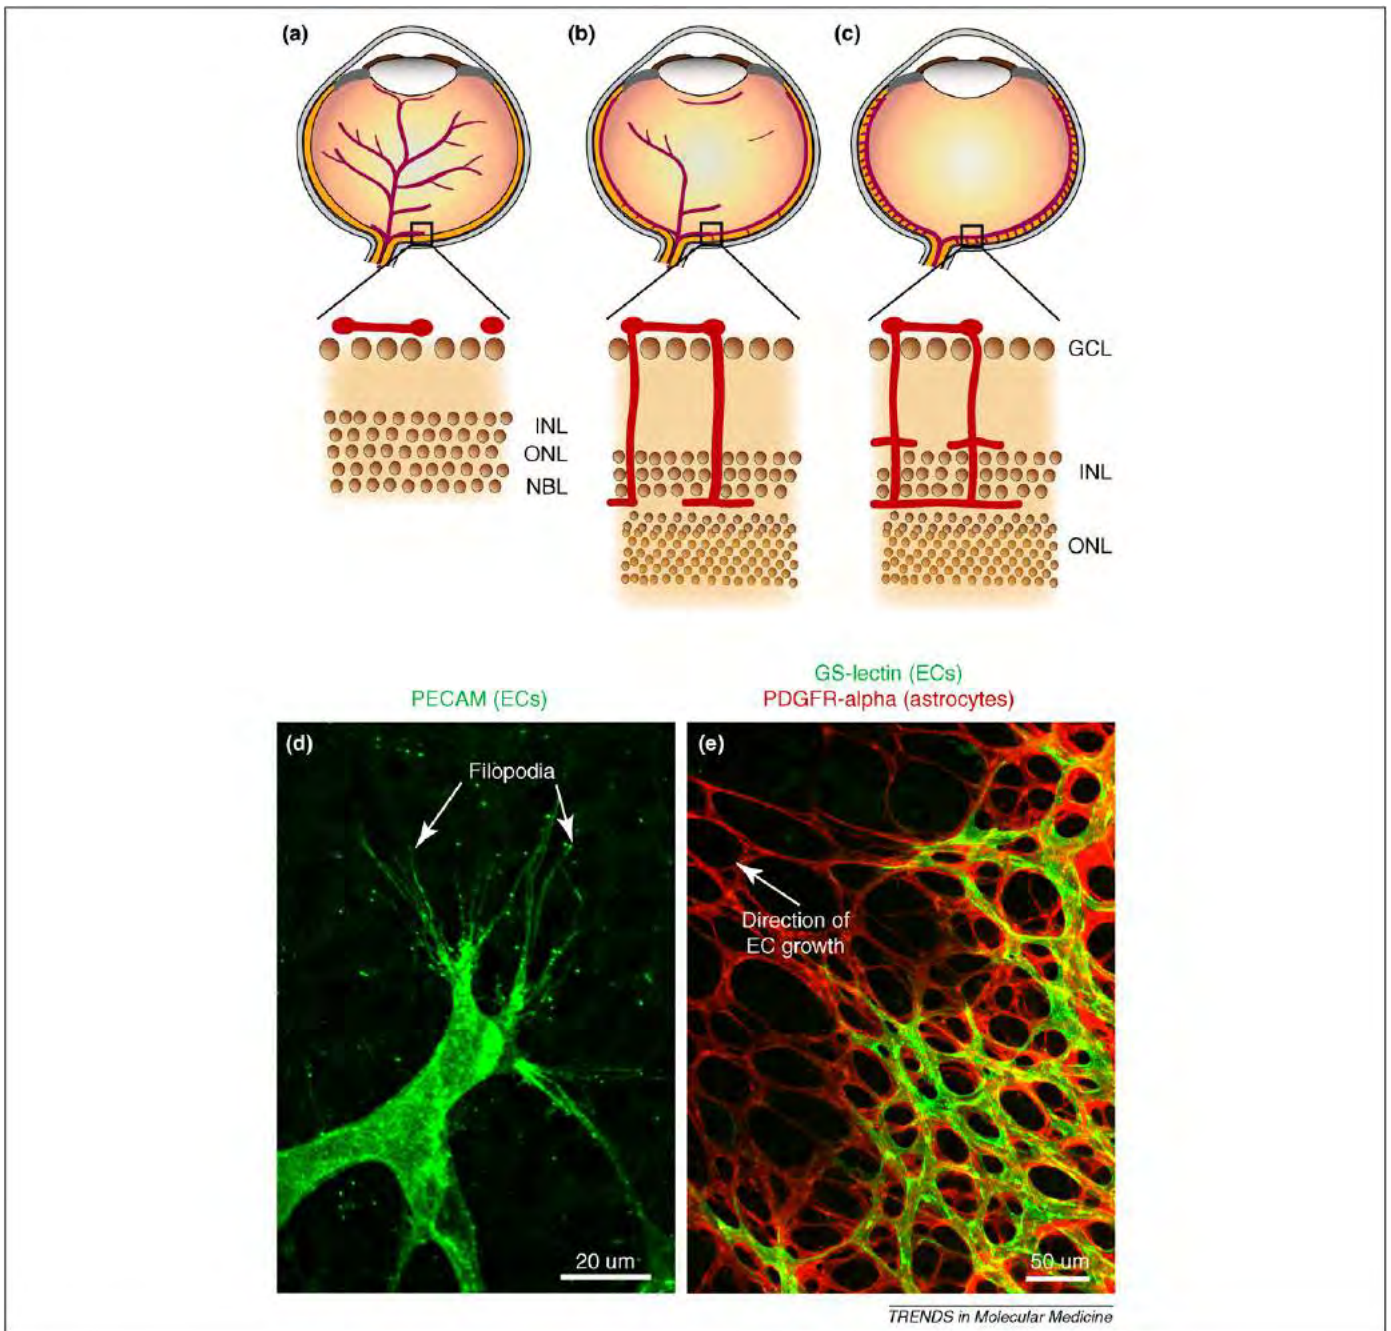 (a)
(b)
(c)
GCL
INL
ONL
NBL
INL
ONL
GS-lectin (ECs)
PECAM (ECs)
PDGFR-alpha (astrocytes)
(d)
Filopodia
20 um
(e)
Direction of
EC growth
50 um
TRENDS in Molecular Medicine